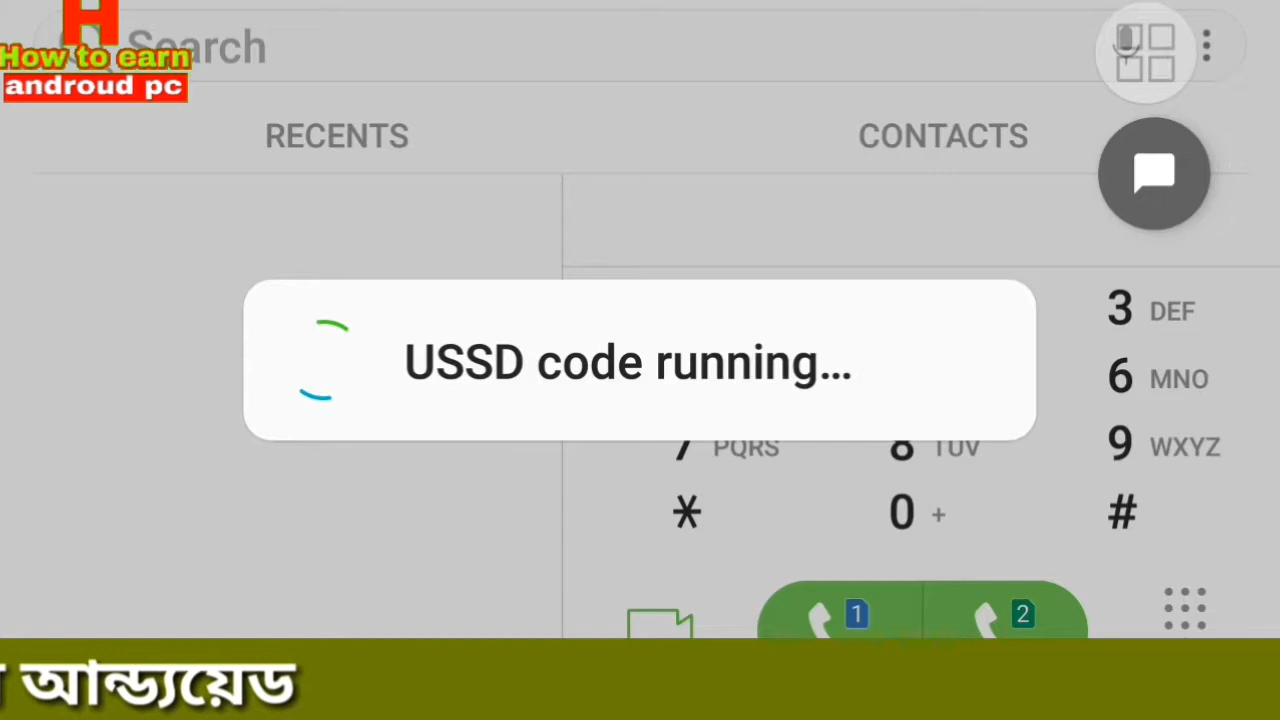 H
How to earn
androud pc
Search
RECENTS
CONTACTS
USSD code running...
3 DEF
6 MNO
7 PQRS
8 TUV
9 WXYZ
*
0 +
#
1
2
আন্ড্যয়েড